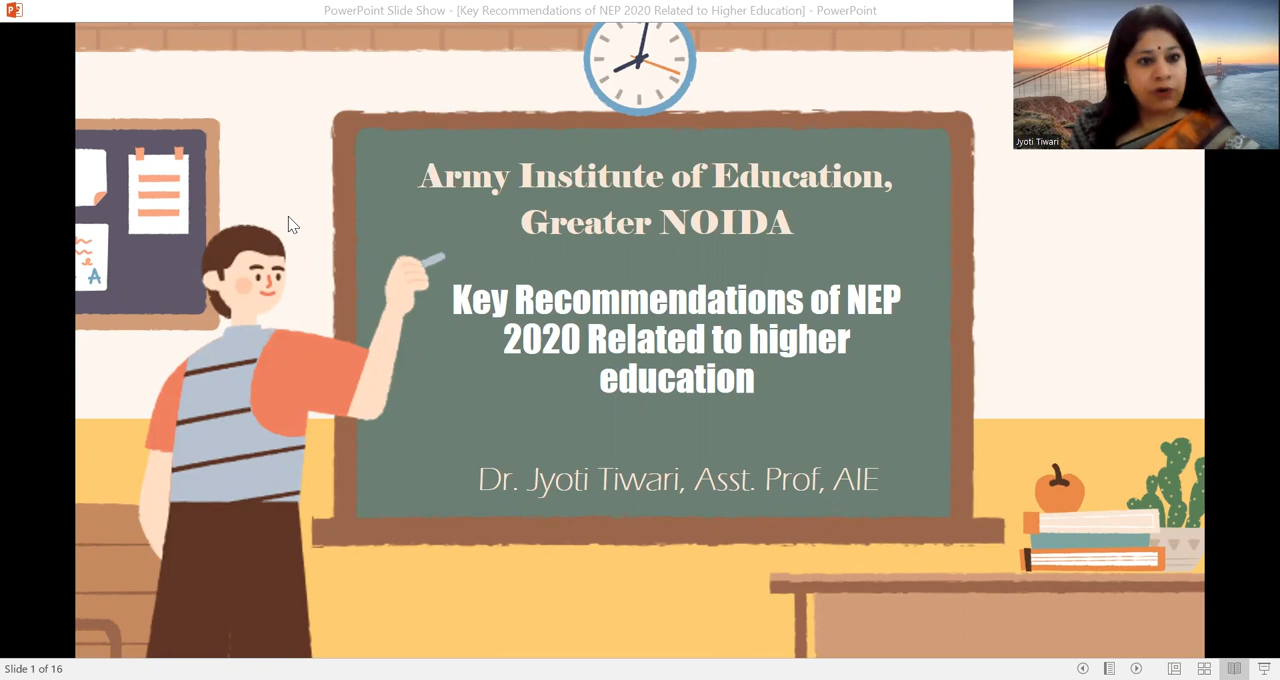 PowerPoint Slide Show - [Key Recommendations of NEP 2020 Related to Higher Education] - PowerPoint
Jyoti Tiwari
Army Institute of Education,
Greater NOIDA
Key Recommendations of NEP
2020 Related to higher
education
Dr. Jyoti Tiwari, Asst. Prof, AIE
A
Slide 1 of 16